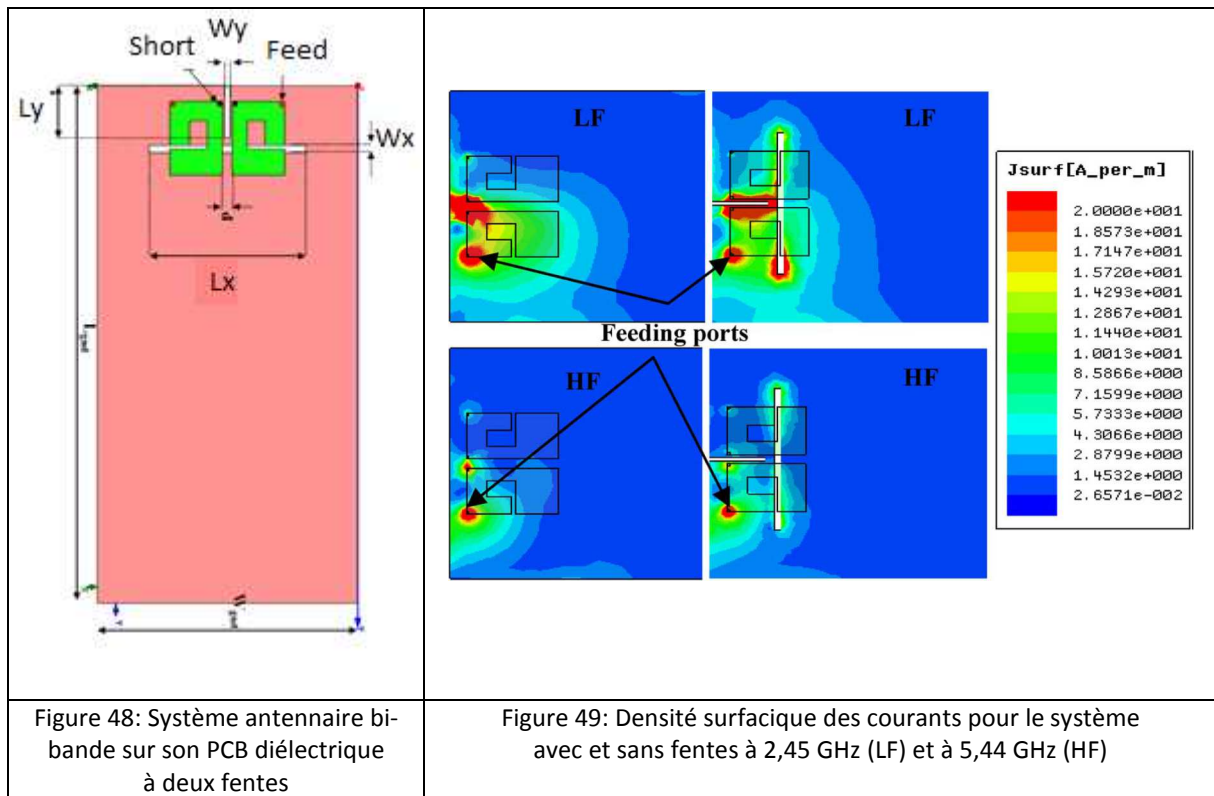 Wy
Short
Feed
Ly
Wx
d
Lx
LF
LF
Feeding ports
HF
HF
Jsurf[A_per_m]
2.0000e+001
1.8573e+001
1.7147e+001
1.5720e+001
1.4293e+001
1.2867e+001
1.1440e+001
1.0013e+001
8.5866e+000
7.1599e+000
5.7333e+000
4.3066e+000
2.8799e+000
1.4532e+000
2.6571e-002
Figure 48: Système antennaire bi-
bande sur son PCB diélectrique
à deux fentes
Figure 49: Densité surfacique des courants pour le système
avec et sans fentes à 2,45 GHz (LF) et à 5,44 GHz (HF)